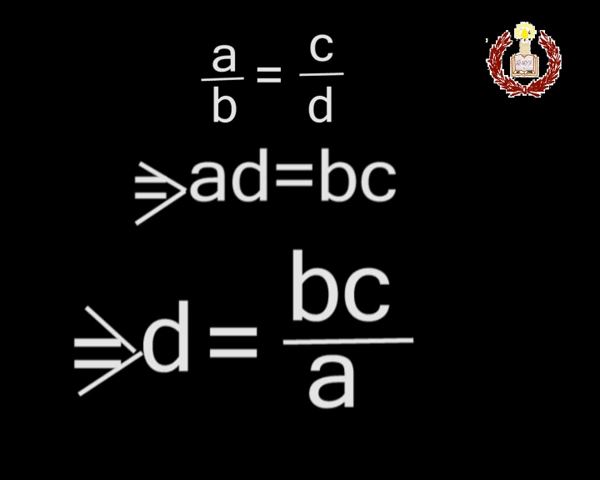 a/b = c/d
⇒ad=bc
⇒d = bc/a